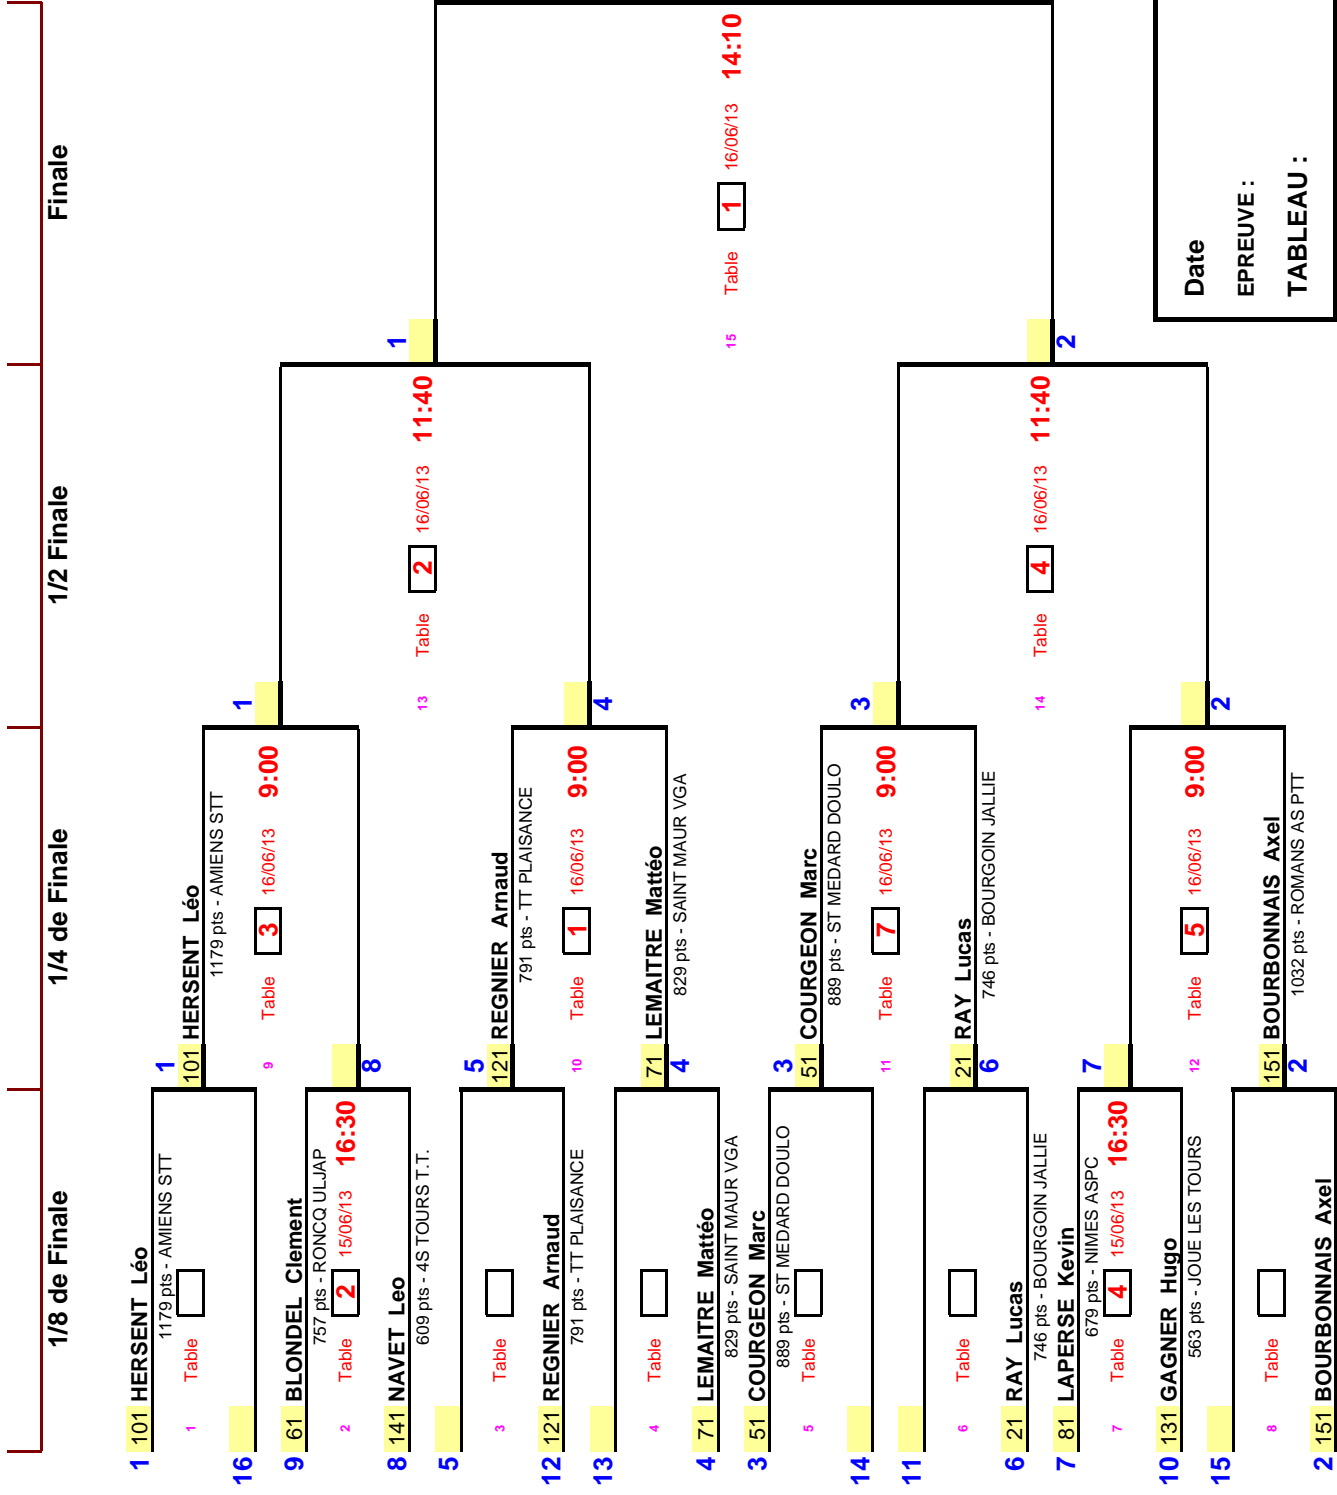 1/8 de Finale
1/4 de Finale
1/2 Finale
Finale
1 101 HERSENT Léo
1179 pts - AMIENS STT
1 Table
16
9 61 BLONDEL Clement
757 pts - RONCQ ULJAP
2 Table 2 15/06/13 16:30
8 141 NAVET Leo
609 pts - 4S TOURS T.T.
5
3 Table
12 121 REGNIER Arnaud
791 pts - TT PLAISANCE
13
4 Table
4 71 LEMAITRE Mattéo
829 pts - SAINT MAUR VGA
3 51 COURGEON Marc
889 pts - ST MEDARD DOULO
5 Table
14
11
6 Table
6 21 RAY Lucas
746 pts - BOURGOIN JALLIE
7 81 LAPERSE Kevin
679 pts - NIMES ASPC
7 Table 4 15/06/13 16:30
10 131 GAGNER Hugo
563 pts - JOUE LES TOURS
15
8 Table
2 151 BOURBONNAIS Axel
1
101 HERSENT Léo
1179 pts - AMIENS STT
9 Table 3 16/06/13 9:00
8
5
121 REGNIER Arnaud
791 pts - TT PLAISANCE
10 Table 1 16/06/13 9:00
71 LEMAITRE Mattéo
4
829 pts - SAINT MAUR VGA
3
51 COURGEON Marc
889 pts - ST MEDARD DOULO
11 Table 7 16/06/13 9:00
21 RAY Lucas
6
746 pts - BOURGOIN JALLIE
7
12 Table 5 16/06/13 9:00
151 BOURBONNAIS Axel
2
1032 pts - ROMANS AS PTT
1
13 Table 2 16/06/13 11:40
4
3
14 Table 4 16/06/13 11:40
2
1
15 Table 1 16/06/13 14:10
2
Date
EPREUVE :
TABLEAU :